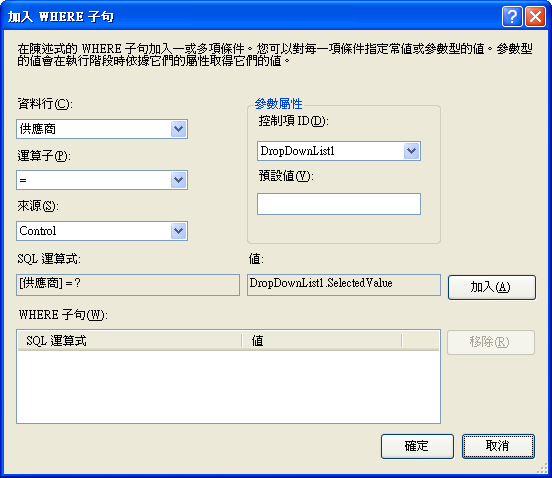 加入 WHERE 子句
在陳述式的 WHERE 子句加入一或多項條件。您可以對每一項條件指定常值或參數型的值。參數型
的值會在執行階段時依據它們的屬性取得它們的值。
資料行(C):
供應商
運算子(P):
=
來源(S):
Control
參數屬性
控制項 ID(D):
DropDownList1
預設值(V):
SQL 運算式:
[供應商] = ?
值:
DropDownList1.SelectedValue
加入(A)
WHERE 子句(W):
SQL 運算式 值
移除(R)
確定
取消